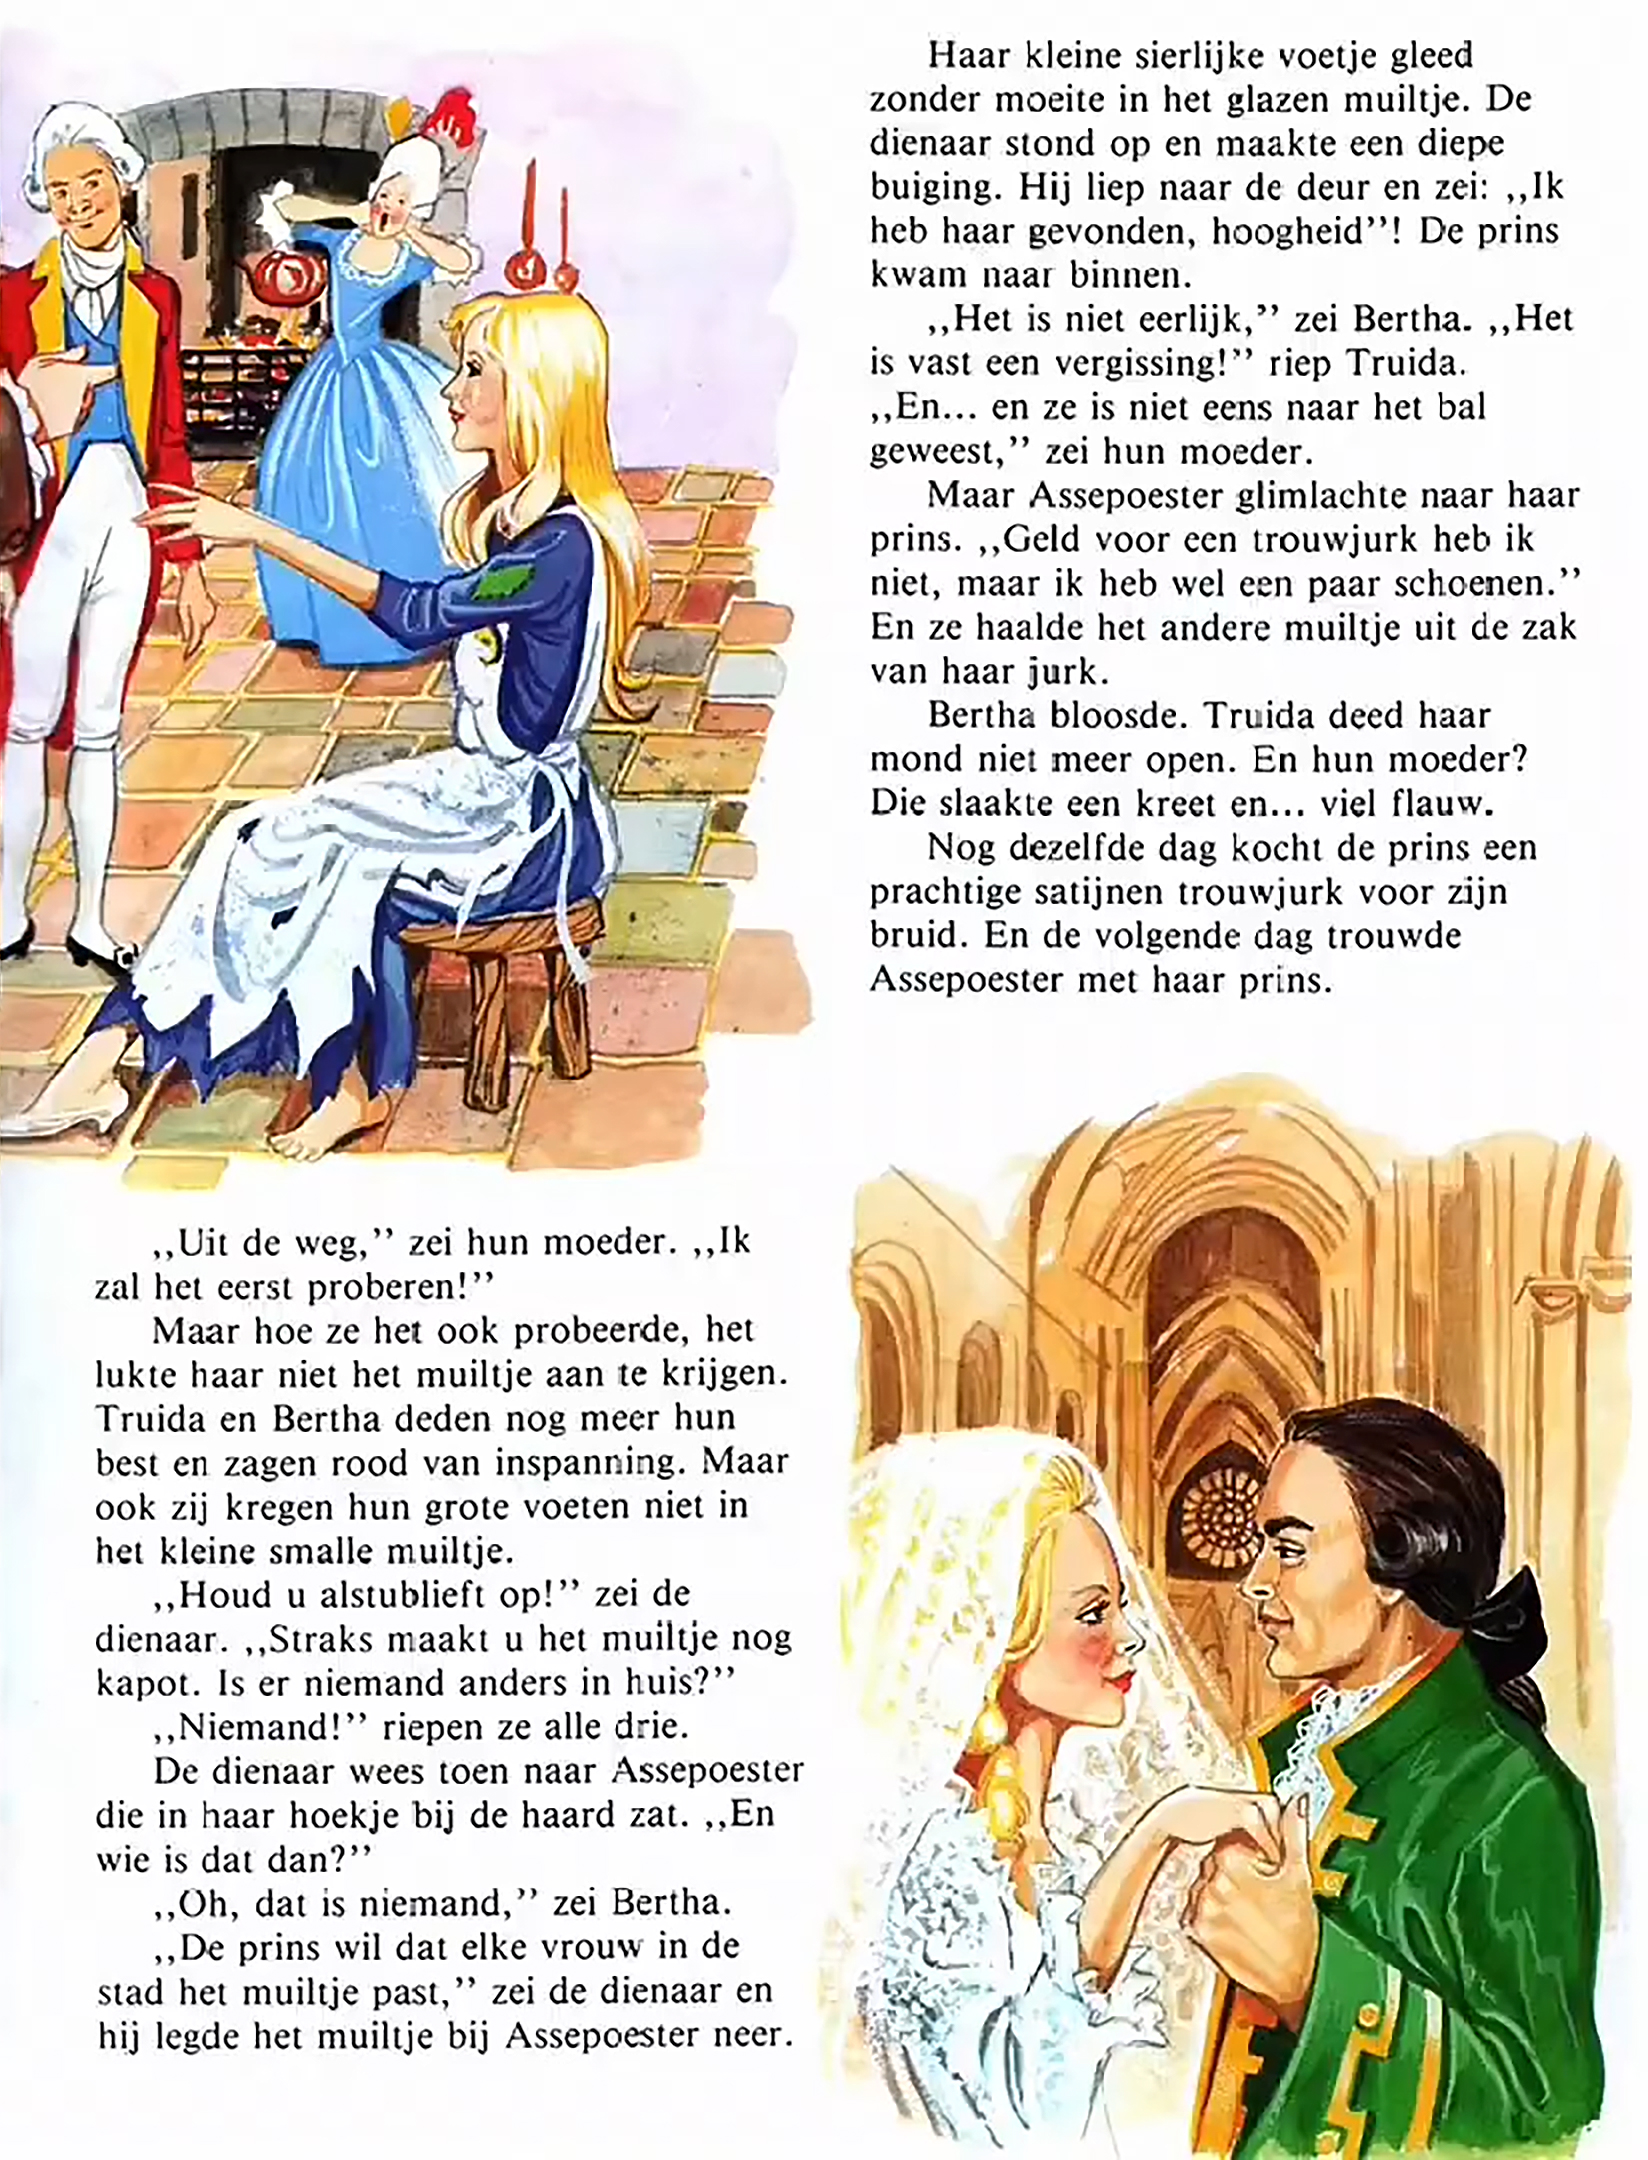 ,,Uit de weg,” zei hun moeder. ,,Ik
zal het eerst proberen!”
Maar hoe ze het ook probeerde, het
lukte haar niet het muiltje aan te krijgen.
Truida en Bertha deden nog meer hun
best en zagen rood van inspanning. Maar
ook zij kregen hun grote voeten niet in
het kleine smalle muiltje.
,,Houd u alstublieft op!” zei de
dienaar. ,,Straks maakt u het muiltje nog
kapot. Is er niemand anders in huis?”
,,Niemand!” riepen ze alle drie.
De dienaar wees toen naar Assepoester
die in haar hoekje bij de haard zat. ,,En
wie is dat dan?”
,,Oh, dat is niemand,” zei Bertha.
,,De prins wil dat elke vrouw in de
stad het muiltje past,” zei de dienaar en
hij legde het muiltje bij Assepoester neer.
Haar kleine sierlijke voetje gleed
zonder moeite in het glazen muiltje. De
dienaar stond op en maakte een diepe
buiging. Hij liep naar de deur en zei: ,,Ik
heb haar gevonden, hoogheid”! De prins
kwam naar binnen.
,,Het is niet eerlijk,” zei Bertha. ,,Het
is vast een vergissing!” riep Truida.
,,En... en ze is niet eens naar het bal
geweest,” zei hun moeder.
Maar Assepoester glimlachte naar haar
prins. ,,Geld voor een trouwjurk heb ik
niet, maar ik heb wel een paar schoenen.”
En ze haalde het andere muiltje uit de zak
van haar jurk.
Bertha bloosde. Truida deed haar
mond niet meer open. En hun moeder?
Die slaakte een kreet en... viel flauw.
Nog dezelfde dag kocht de prins een
prachtige satijnen trouwjurk voor zijn
bruid. En de volgende dag trouwde
Assepoester met haar prins.